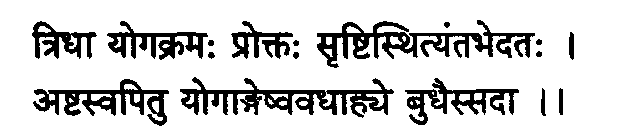 त्रिधा योगक्रमः प्रोक्तः सृष्टिस्थित्यंतभेदतः ।
अष्टस्वपितु योगाङ्गेष्ववधाह्ये बुधैस्सदा ।।